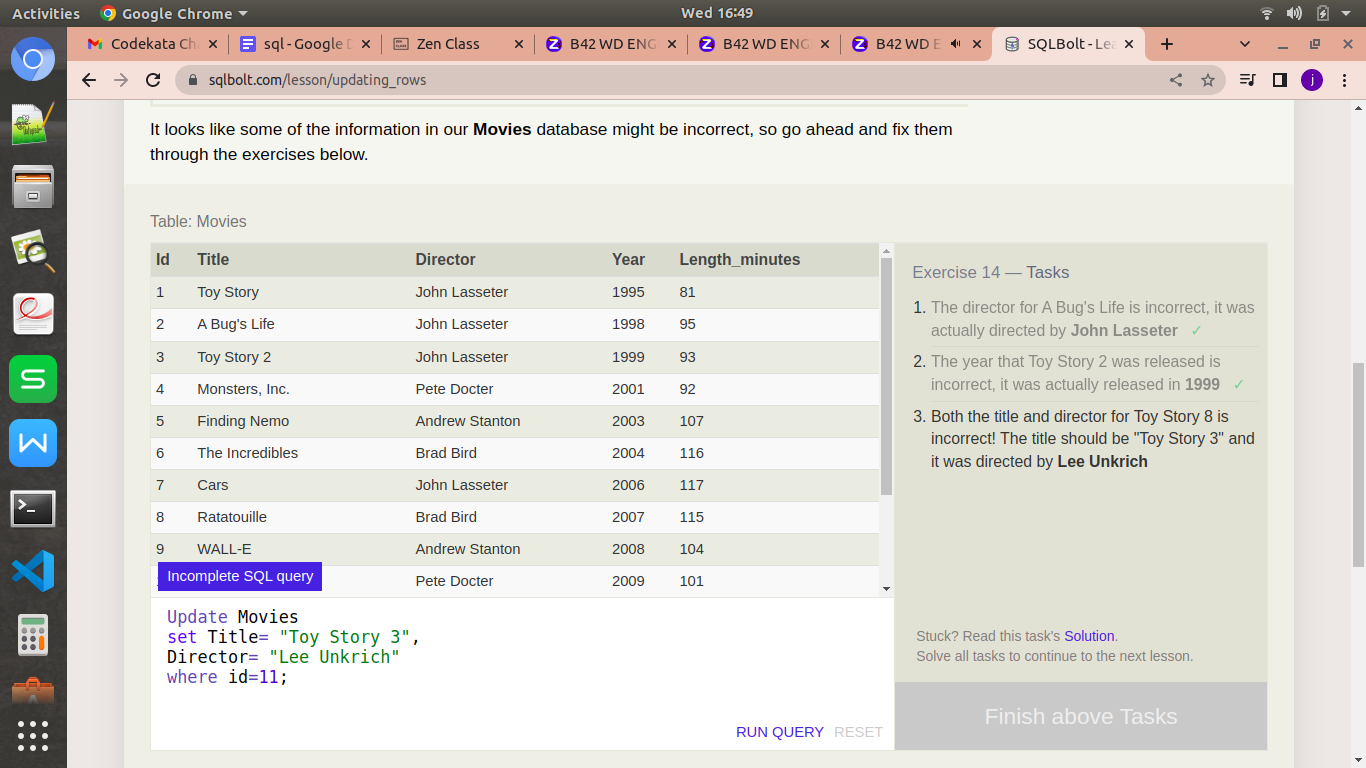 Activities Google Chrome Wed 16:49
Codekata Ch sql - Google D Zen Class B42 WD ENG B42 WD ENG B42 WD E SQLBolt - Lea
sqlbolt.com/lesson/updating_rows j
It looks like some of the information in our Movies database might be incorrect, so go ahead and fix them
through the exercises below.
Table: Movies
Id Title Director Year Length_minutes
1 Toy Story John Lasseter 1995 81
2 A Bug's Life John Lasseter 1998 95
3 Toy Story 2 John Lasseter 1999 93
4 Monsters, Inc. Pete Docter 2001 92
5 Finding Nemo Andrew Stanton 2003 107
6 The Incredibles Brad Bird 2004 116
7 Cars John Lasseter 2006 117
8 Ratatouille Brad Bird 2007 115
9 WALL-E Andrew Stanton 2008 104
Pete Docter 2009 101
Incomplete SQL query
Update Movies
set Title= "Toy Story 3",
Director= "Lee Unkrich"
where id=11;
RUN QUERY RESET
Exercise 14 — Tasks
1. The director for A Bug's Life is incorrect, it was
actually directed by John Lasseter ✓
2. The year that Toy Story 2 was released is
incorrect, it was actually released in 1999 ✓
3. Both the title and director for Toy Story 8 is
incorrect! The title should be "Toy Story 3" and
it was directed by Lee Unkrich
Stuck? Read this task's Solution.
Solve all tasks to continue to the next lesson.
Finish above Tasks